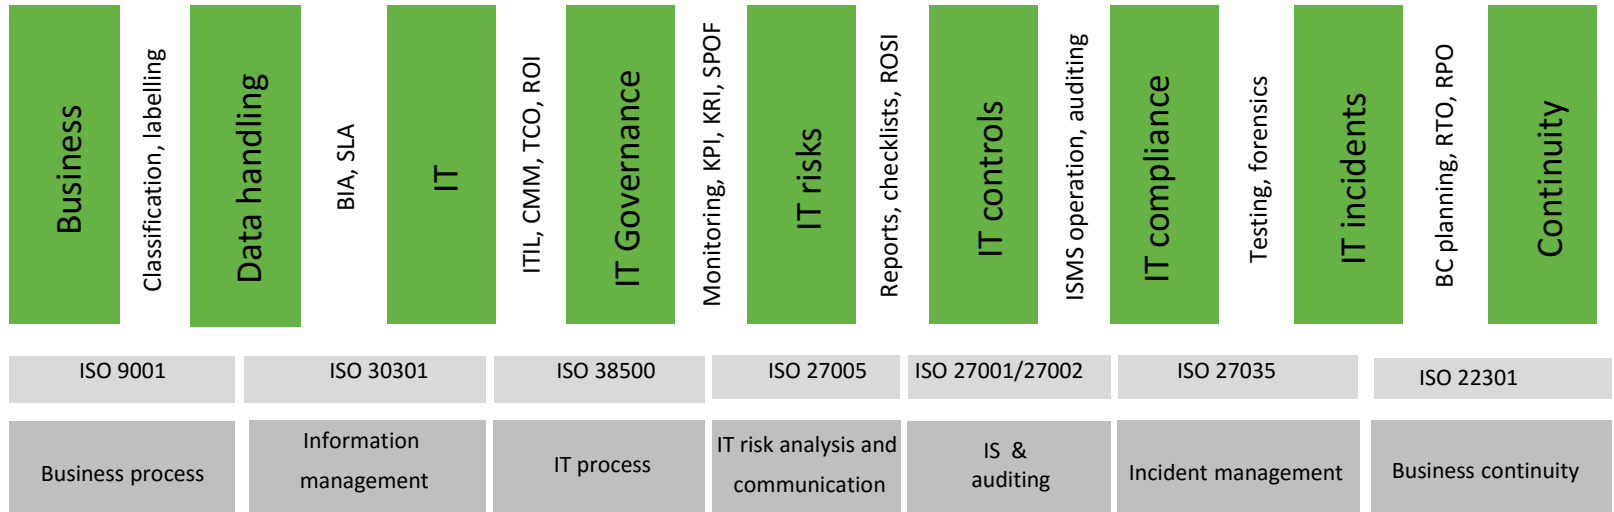 Business
Classification, labelling
Data handling
BIA, SLA
IT
ITIL, CMM, TCO, ROI
IT Governance
Monitoring, KPI, KRI, SPOF
IT risks
Reports, checklists, ROSI
IT controls
ISMS operation, auditing
IT compliance
Testing, forensics
IT incidents
BC planning, RTO, RPO
Continuity
ISO 9001
ISO 30301
ISO 38500
ISO 27005
ISO 27001/27002
ISO 27035
ISO 22301
Business process
Information
management
IT process
IT risk analysis and
communication
IS &
auditing
Incident management
Business continuity